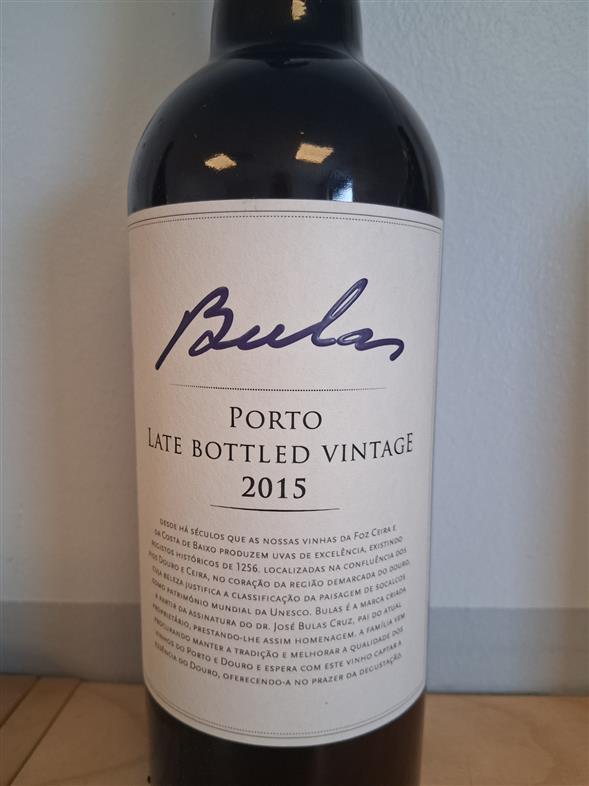 Bulas
PORTO
LATE BOTTLED VINTAGE
2015
DESDE HÁ SÉCULOS QUE AS NOSSAS VINHAS DA FOZ CEIRA E
DA COSTA DE BAIXO PRODUZEM UVAS DE EXCELÊNCIA, EXISTINDO
REGISTOS HISTÓRICOS DE 1256. LOCALIZADAS NA CONFLUÊNCIA DOS
RIOS DOURO E CEIRA, NO CORAÇÃO DA REGIÃO DEMARCADA DO DOURO,
CUJA BELEZA JUSTIFICA A CLASSIFICAÇÃO DA PAISAGEM DE SOCALCOS
COMO PATRIMÓNIO MUNDIAL DA UNESCO. BULAS É A MARCA CRIADA
A PARTIR DA ASSINATURA DO DR. JOSÉ BULAS CRUZ, PAI DO ATUAL
PROPRIETÁRIO, PRESTANDO-LHE ASSIM HOMENAGEM. A FAMÍLIA VEM
PROCURANDO MANTER A TRADIÇÃO E MELHORAR A QUALIDADE DOS
VINHOS DO PORTO E DOURO E ESPERA COM ESTE VINHO CAPTAR A
ESSÊNCIA DO DOURO, OFERECENDO-A NO PRAZER DA DEGUSTAÇÃO.